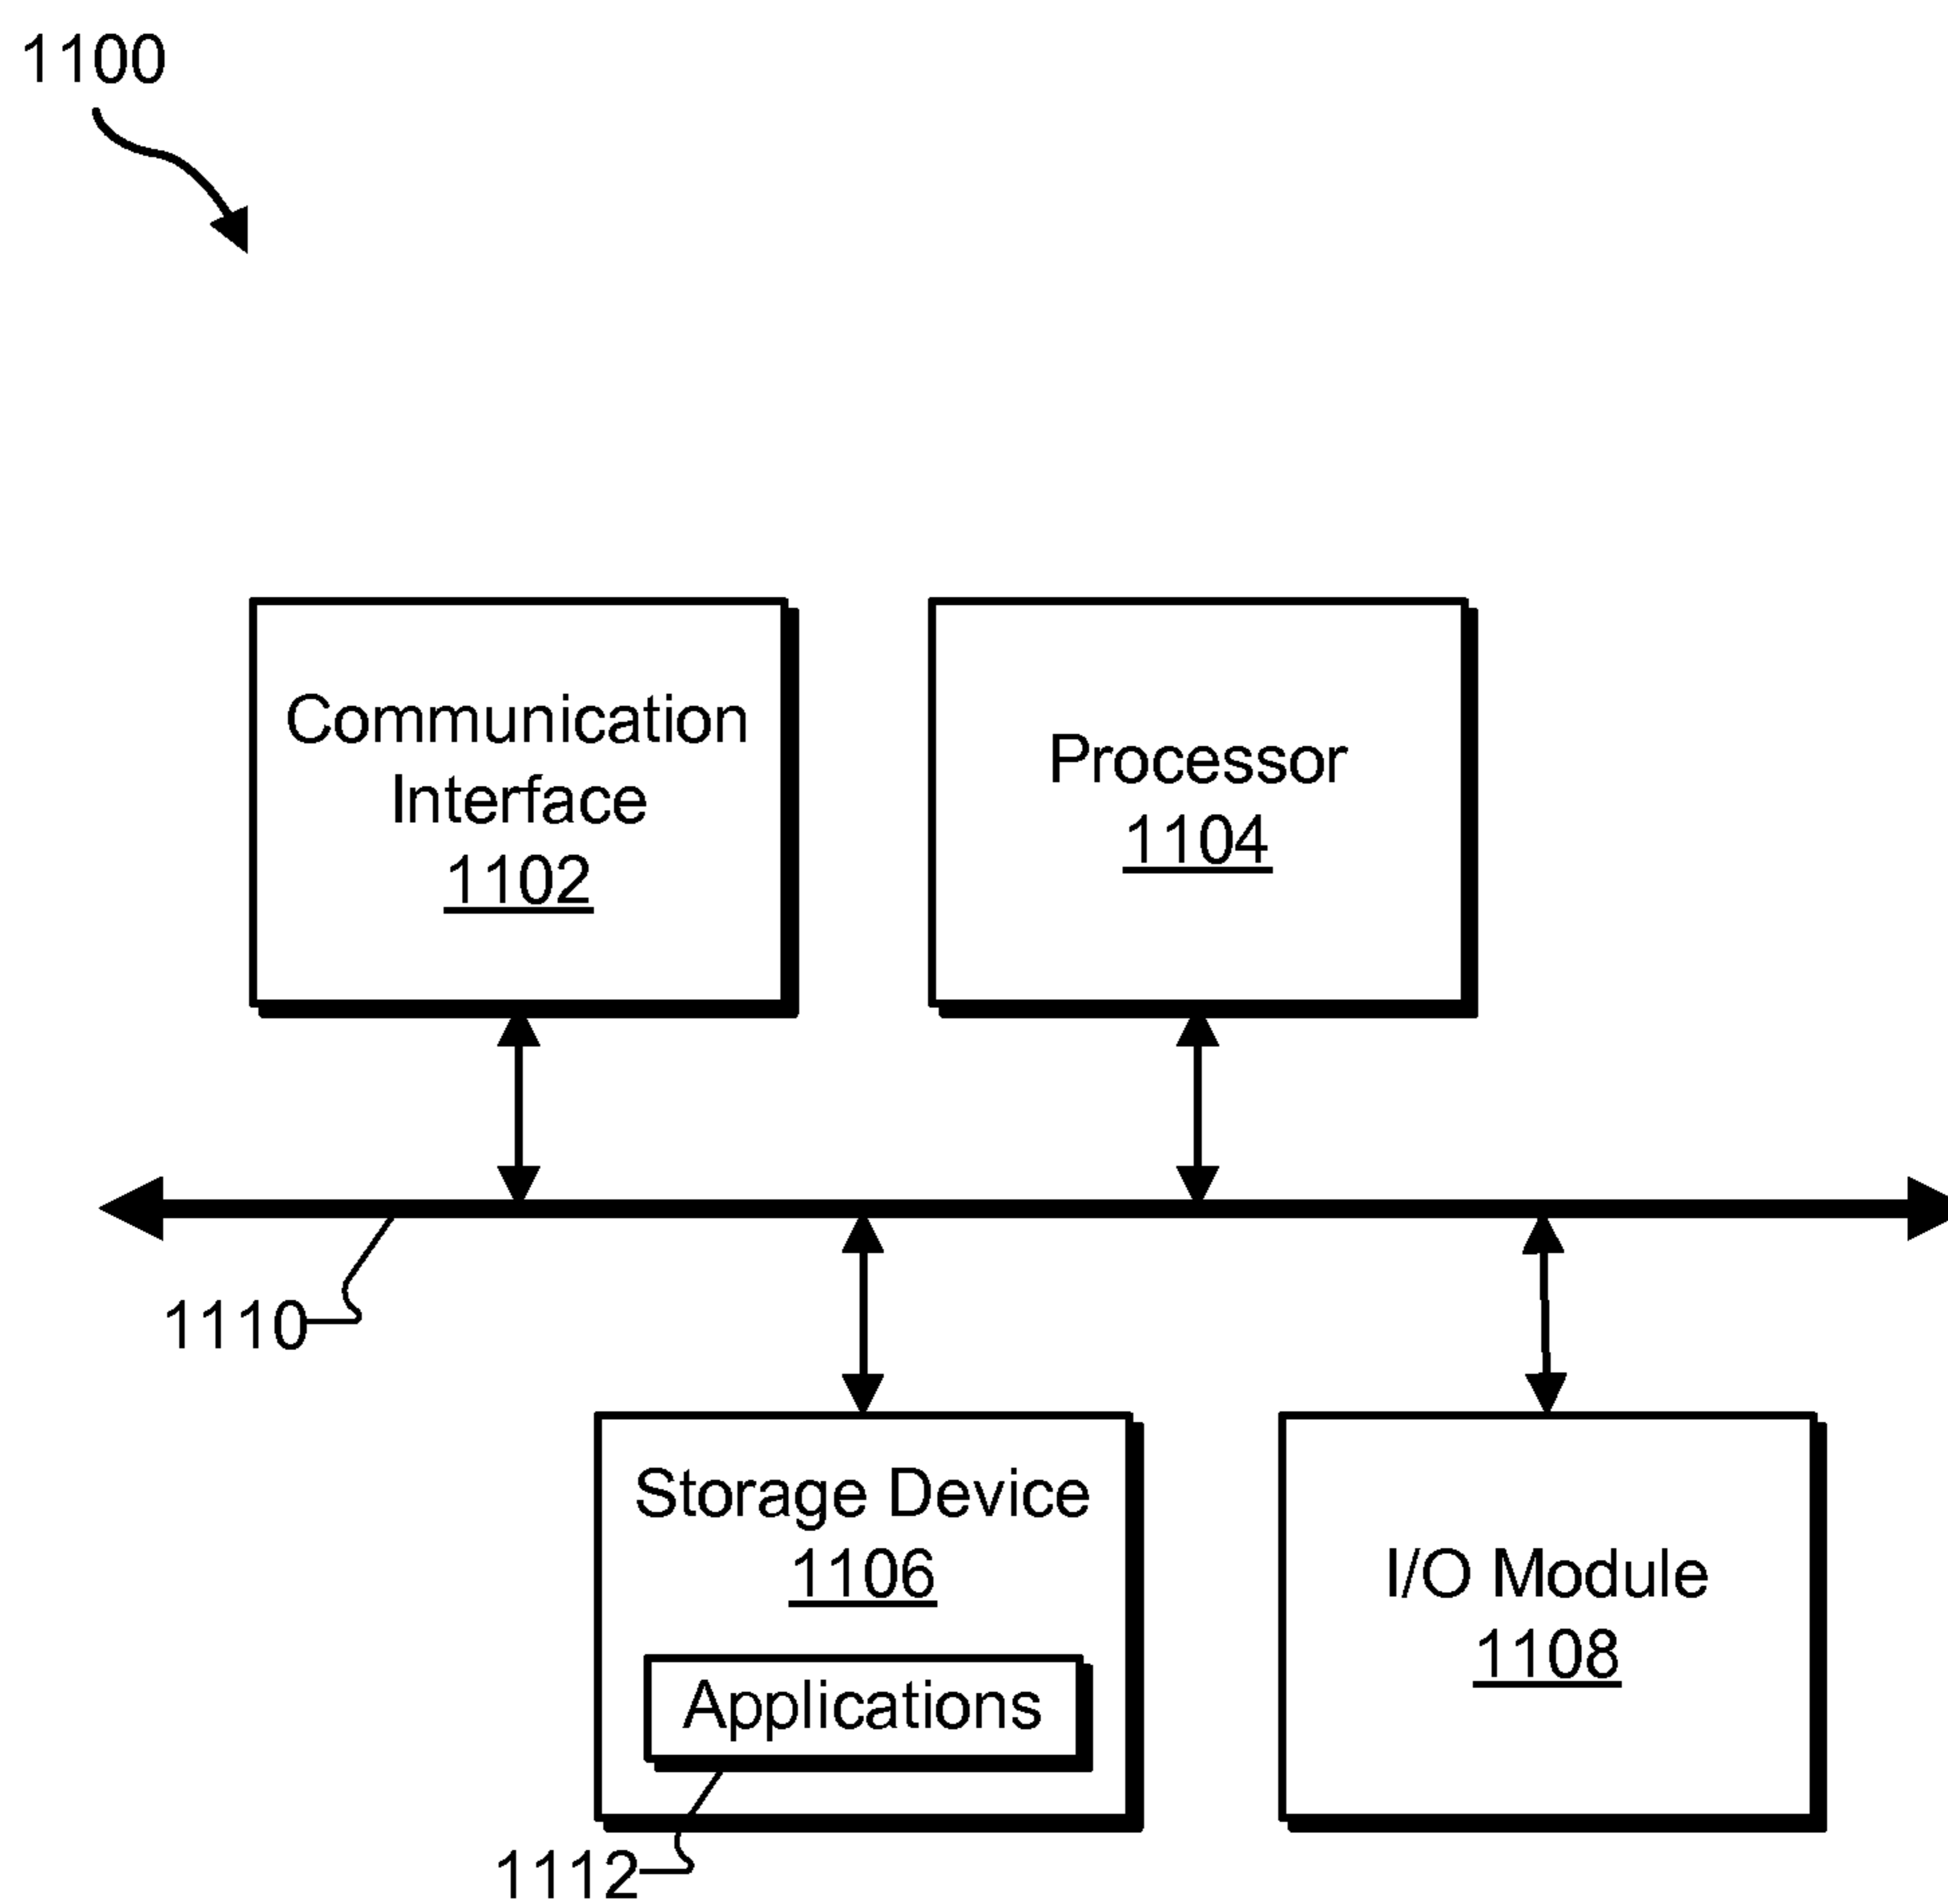 1100
Communication
Interface
1102
Processor
1104
1110
Storage Device
1106
Applications
1112
I/O Module
1108